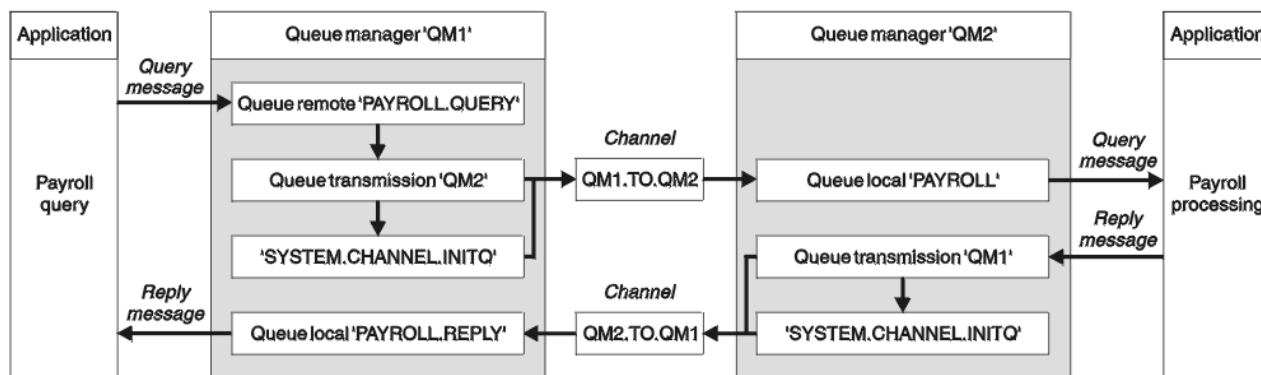 Application
Queue manager 'QM1'
Queue manager 'QM2'
Application
Query
message
Queue remote 'PAYROLL.QUERY'
Channel
Query
message
Payroll
query
Queue transmission 'QM2'
QM1.TO.QM2
Queue local 'PAYROLL'
Payroll
processing
Reply
message
'SYSTEM.CHANNEL.INITQ'
Queue transmission 'QM1'
Reply
message
Channel
Queue local 'PAYROLL.REPLY'
QM2.TO.QM1
'SYSTEM.CHANNEL.INITQ'